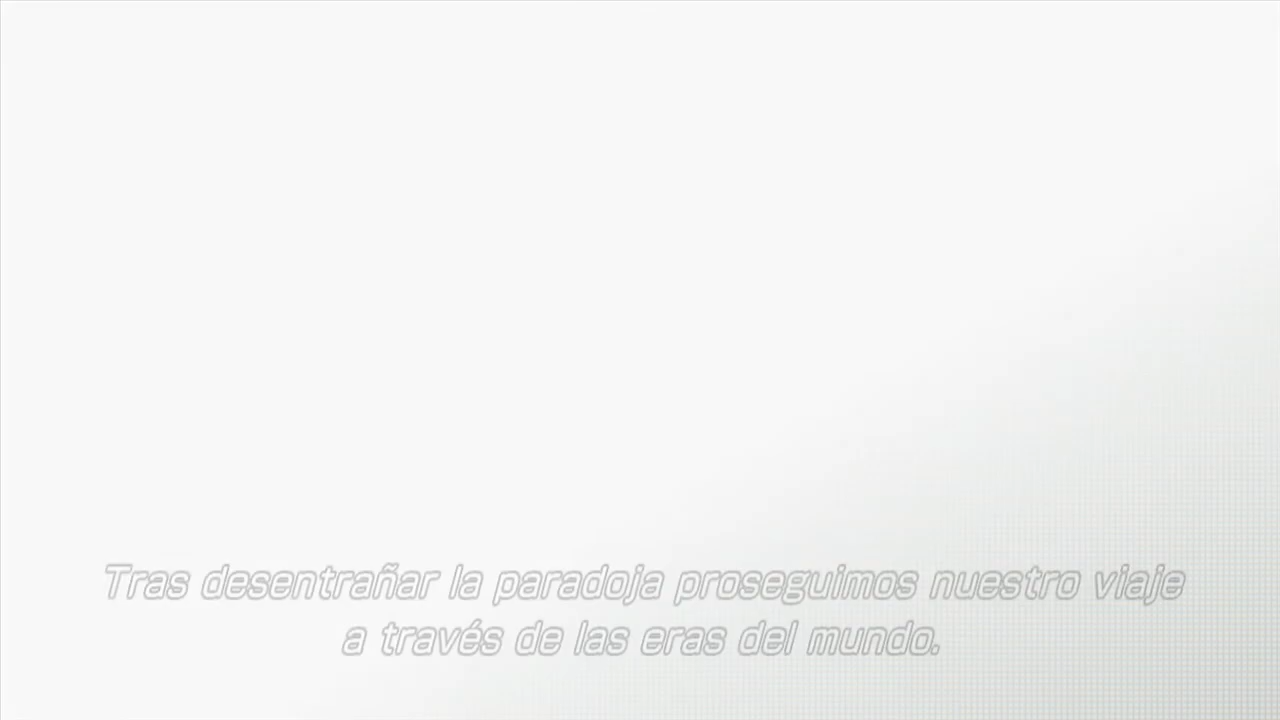 Tras desentrañar la paradoja proseguimos nuestro viaje
a través de las eras del mundo.